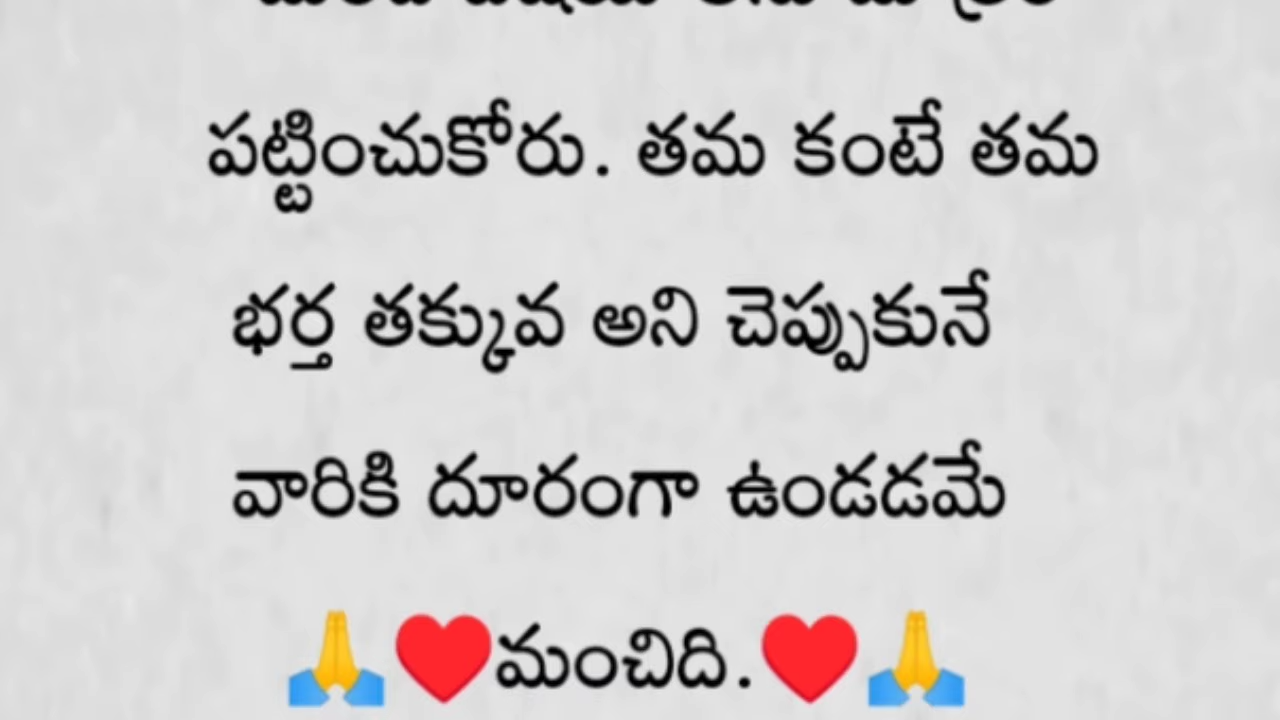 పట్టించుకోరు. తమ కంటే తమ
భర్త తక్కువ అని చెప్పుకునే
వారికి దూరంగా ఉండడమే
🙏♥️మంచిది.♥️🙏